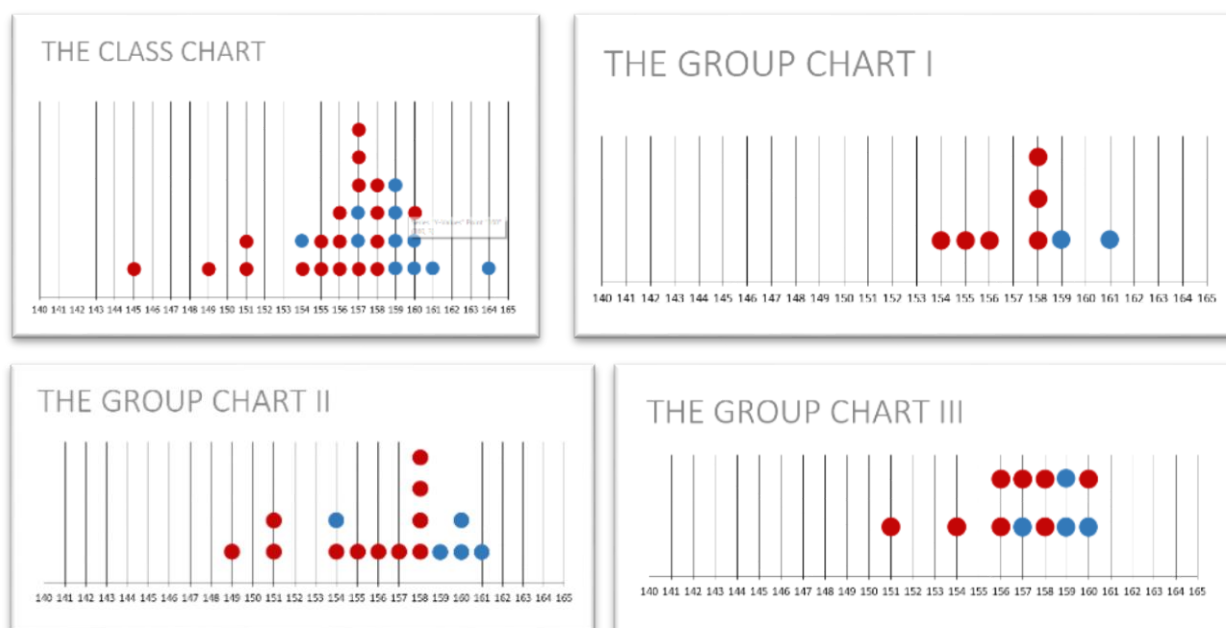 THE CLASS CHART
140 141 142 143 144 145 146 147 148 149 150 151 152 153 154 155 156 157 158 159 160 161 162 163 164 165
THE GROUP CHART I
140 141 142 143 144 145 146 147 148 149 150 151 152 153 154 155 156 157 158 159 160 161 162 163 164 165
THE GROUP CHART II
140 141 142 143 144 145 146 147 148 149 150 151 152 153 154 155 156 157 158 159 160 161 162 163 164 165
THE GROUP CHART III
140 141 142 143 144 145 146 147 148 149 150 151 152 153 154 155 156 157 158 159 160 161 162 163 164 165